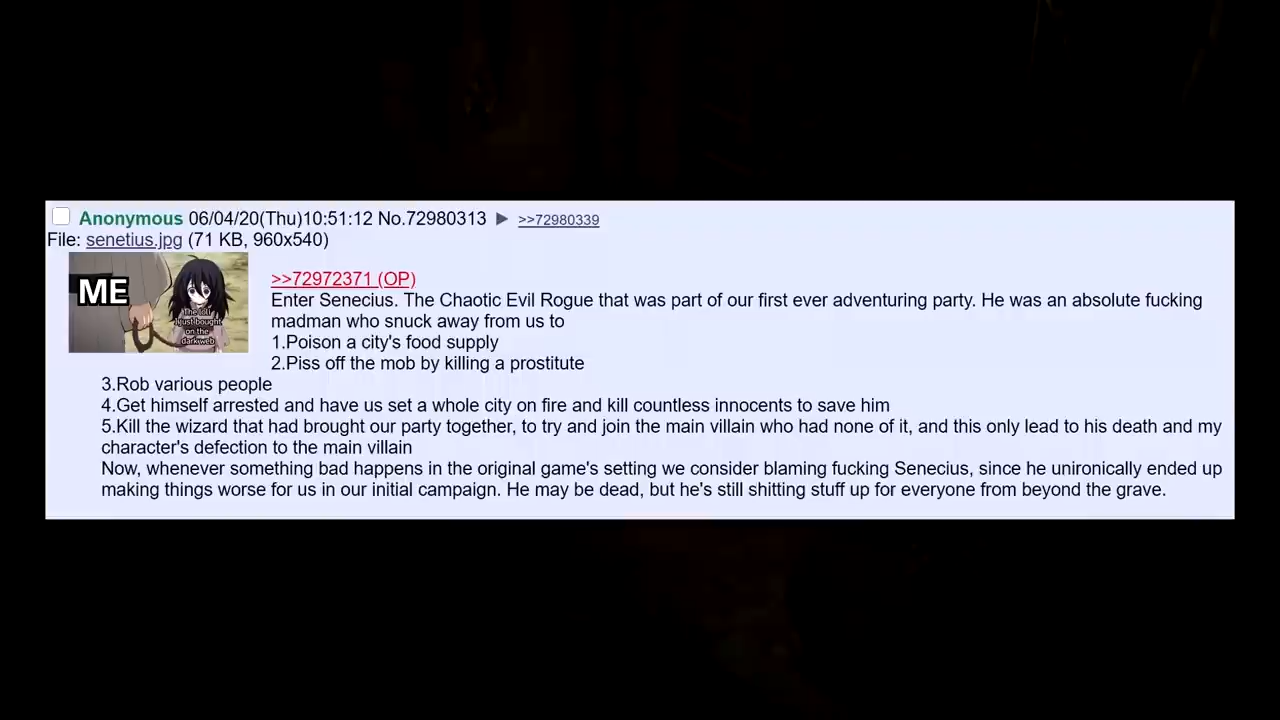 Anonymous 06/04/20(Thu)10:51:12 No.72980313 ▶ >>72980339
File: senetius.jpg (71 KB, 960x540)
ME
The loli
I just bought
on the
darkweb
>>72972371 (OP)
Enter Senecius. The Chaotic Evil Rogue that was part of our first ever adventuring party. He was an absolute fucking
madman who snuck away from us to
1.Poison a city's food supply
2.Piss off the mob by killing a prostitute
3.Rob various people
4.Get himself arrested and have us set a whole city on fire and kill countless innocents to save him
5.Kill the wizard that had brought our party together, to try and join the main villain who had none of it, and this only lead to his death and my
character's defection to the main villain
Now, whenever something bad happens in the original game's setting we consider blaming fucking Senecius, since he unironically ended up
making things worse for us in our initial campaign. He may be dead, but he's still shitting stuff up for everyone from beyond the grave.